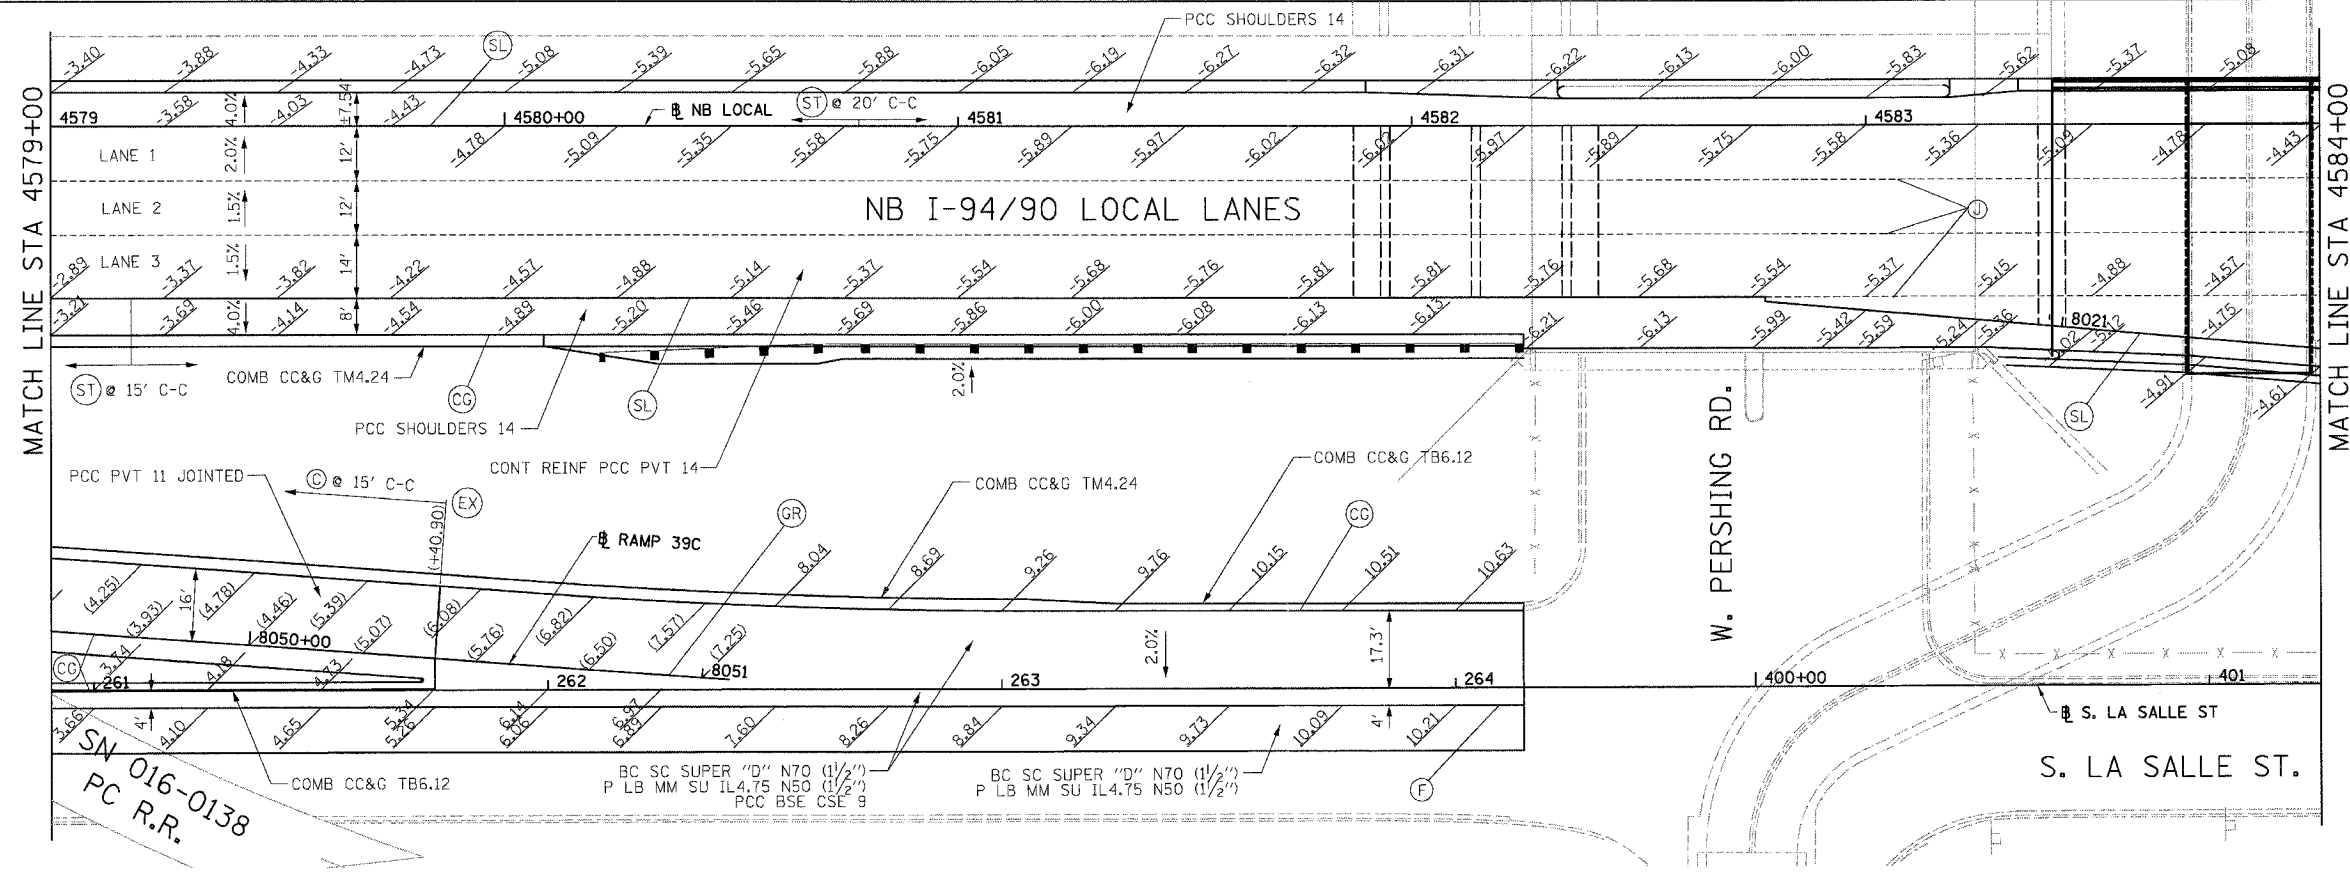 PCC SHOULDERS 14
-3.40 -3.88 -4.33 -4.73 -5.08 -5.39 -5.65 -5.88 -6.05 -6.19 -6.27 -6.32 -6.31 -6.22 -6.13 -6.00 -5.83 -5.62 -5.37 -5.08
SL
MATCH LINE STA 4579+00
MATCH LINE STA 4584+00
-3.58 -4.03 -4.43
4.0% ±7.54'
ST @ 20' C-C
4579 4580+00 4581 4582 4583
NB LOCAL
-4.78 -5.09 -5.35 -5.58 -5.75 -5.89 -5.97 -6.02 -6.02 -5.97 -5.89 -5.75 -5.58 -5.36 -5.09 -4.78 -4.43
LANE 1 2.0% 12'
LANE 2 1.5% 12'
NB I-94/90 LOCAL LANES
J
LANE 3 1.5% 14'
-2.89 -3.37 -3.82 -4.22 -4.57 -4.88 -5.14 -5.37 -5.54 -5.68 -5.76 -5.81 -5.81 -5.76 -5.68 -5.54 -5.37 -5.15 -4.88 -4.57
-3.21 -3.69 -4.14 -4.54 -4.89 -5.20 -5.46 -5.69 -5.86 -6.00 -6.08 -6.13 -6.13 -6.21 -6.13 -5.99 -5.42 -5.59 -5.24 -5.36 -5.02 -5.12 -4.75
4.0% 8'
8021
-4.91 -4.61
ST @ 15' C-C
COMB CC&G TM4.24
CG
SL
2.0%
SL
PCC SHOULDERS 14
CONT REINF PCC PVT 14
W. PERSHING RD.
COMB CC&G TB6.12
PCC PVT 11 JOINTED
C @ 15' C-C
EX
(+40.90)
COMB CC&G TM4.24
GR
CG
RAMP 39C
8.04 8.69 9.26 9.76 10.15 10.51 10.63
(4.25) (3.93) 16' (4.78) (4.46) (5.39) (5.07) (6.08) (5.76) (6.82) (6.50) (7.57) (7.25)
8050+00 8051
2.0% 17.3'
CG
3.74 4.18 4.73
261 262 263 264 400+00 401
3.66 4.10 4.65 5.34 5.26 6.14 6.06 6.97 6.89 7.60 8.26 8.84 9.34 9.73 10.09 10.21
4' 4'
S. LA SALLE ST
S. LA SALLE ST.
SN 016-0138
PC R.R.
COMB CC&G TB6.12
BC SC SUPER "D" N70 (1 1/2")
P LB MM SU IL4.75 N50 (1/2")
PCC BSE CSE 9
BC SC SUPER "D" N70 (1 1/2")
P LB MM SU IL4.75 N50 (1/2")
F